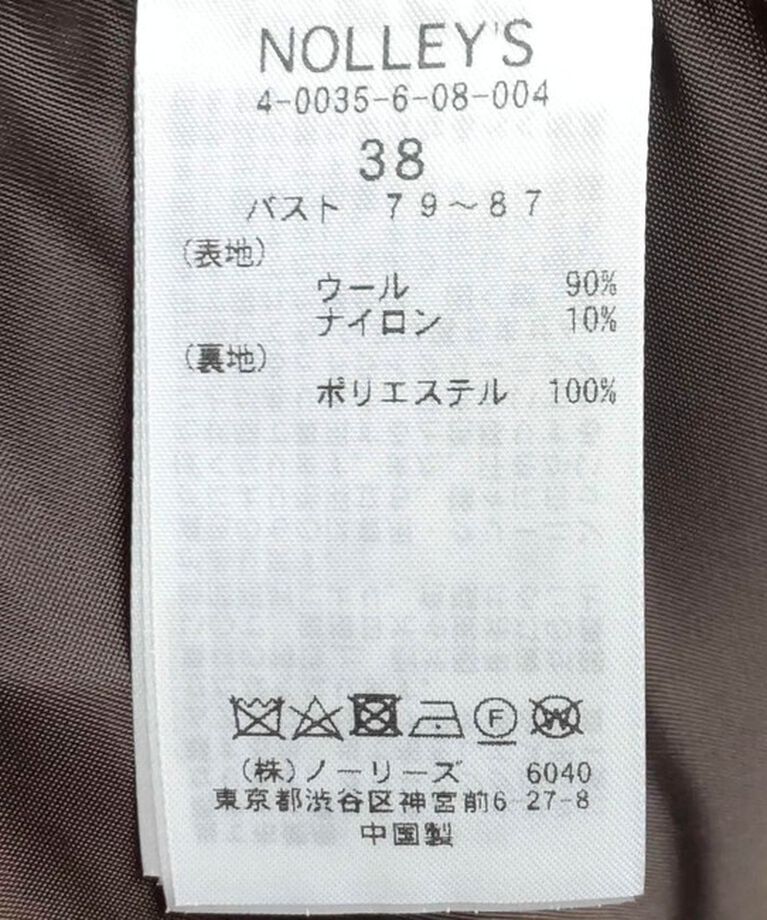 NOLLEY'S
4-0035-6-08-004
38
バスト 79～87
(表地)
ウール 90%
ナイロン 10%
(裏地)
ポリエステル 100%
F W
(株)ノーリーズ 6040
東京都渋谷区神宮前6 27-8
中国製